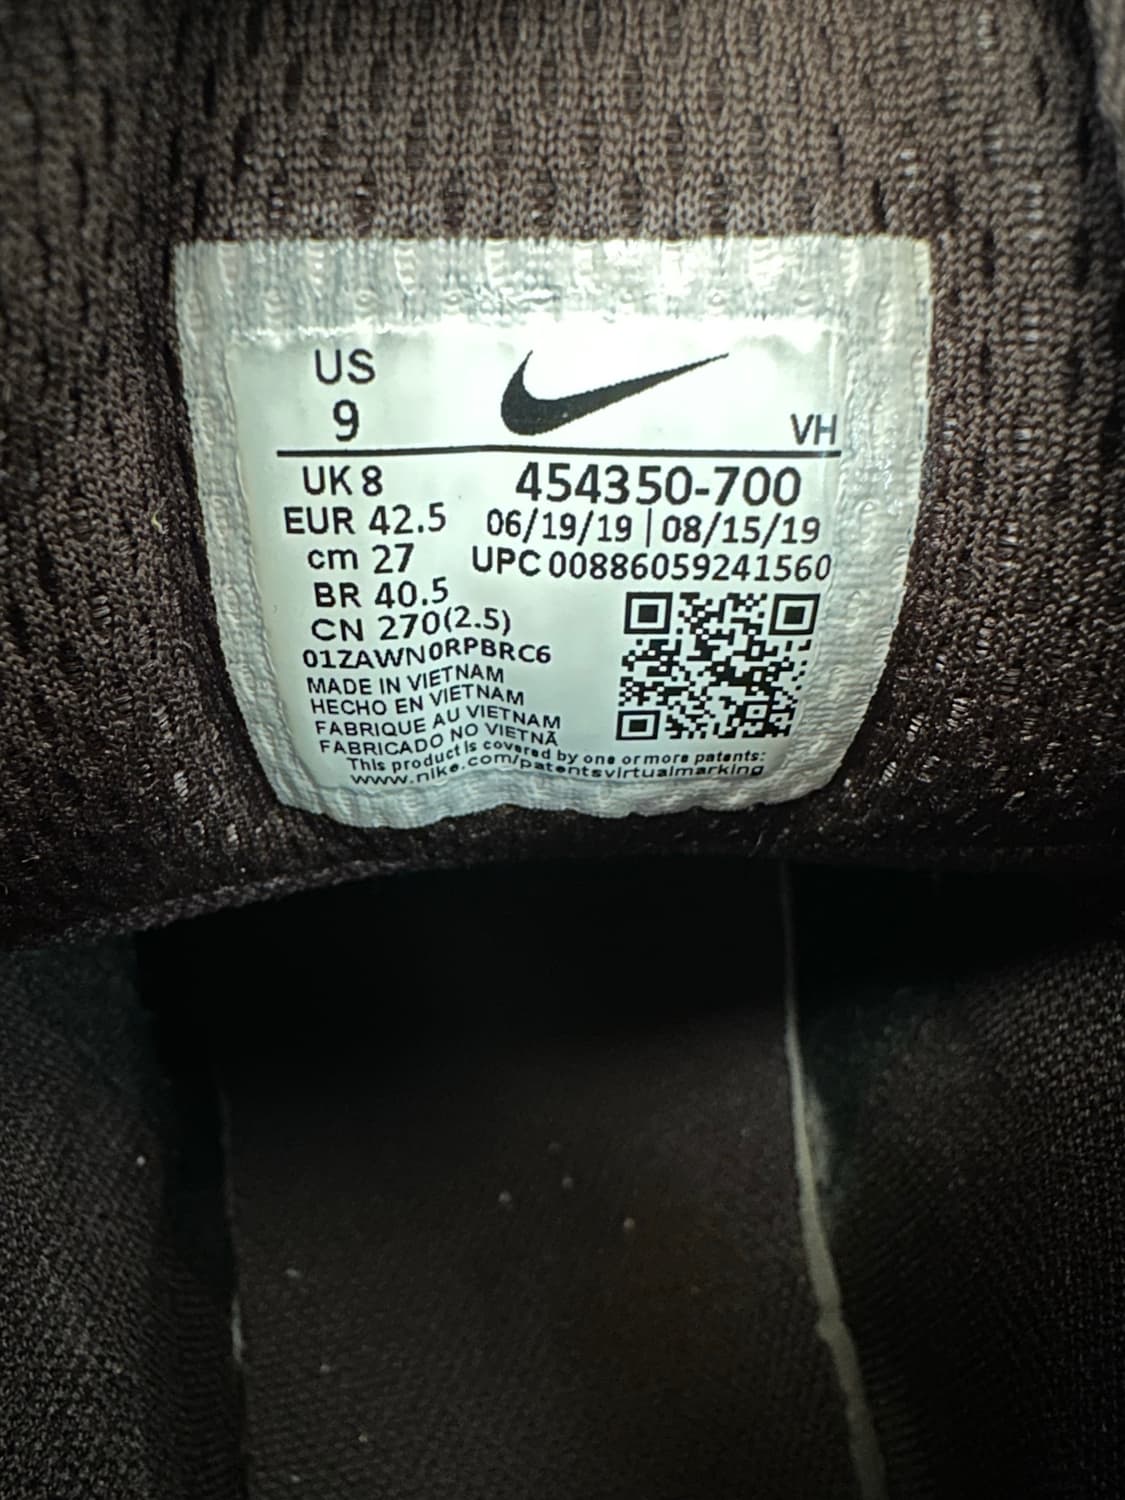 US
9
VH
UK 8
EUR 42.5
cm 27
BR 40.5
CN 270(2.5)
01ZAWN0RPBRC6
MADE IN VIETNAM
HECHO EN VIETNAM
FABRIQUE AU VIETNAM
FABRICADO NO VIETNÃ
454350-700
06/19/19 | 08/15/19
UPC 00886059241560
This product is covered by one or more patents:
www.nike.com/patentsvirtualmarking